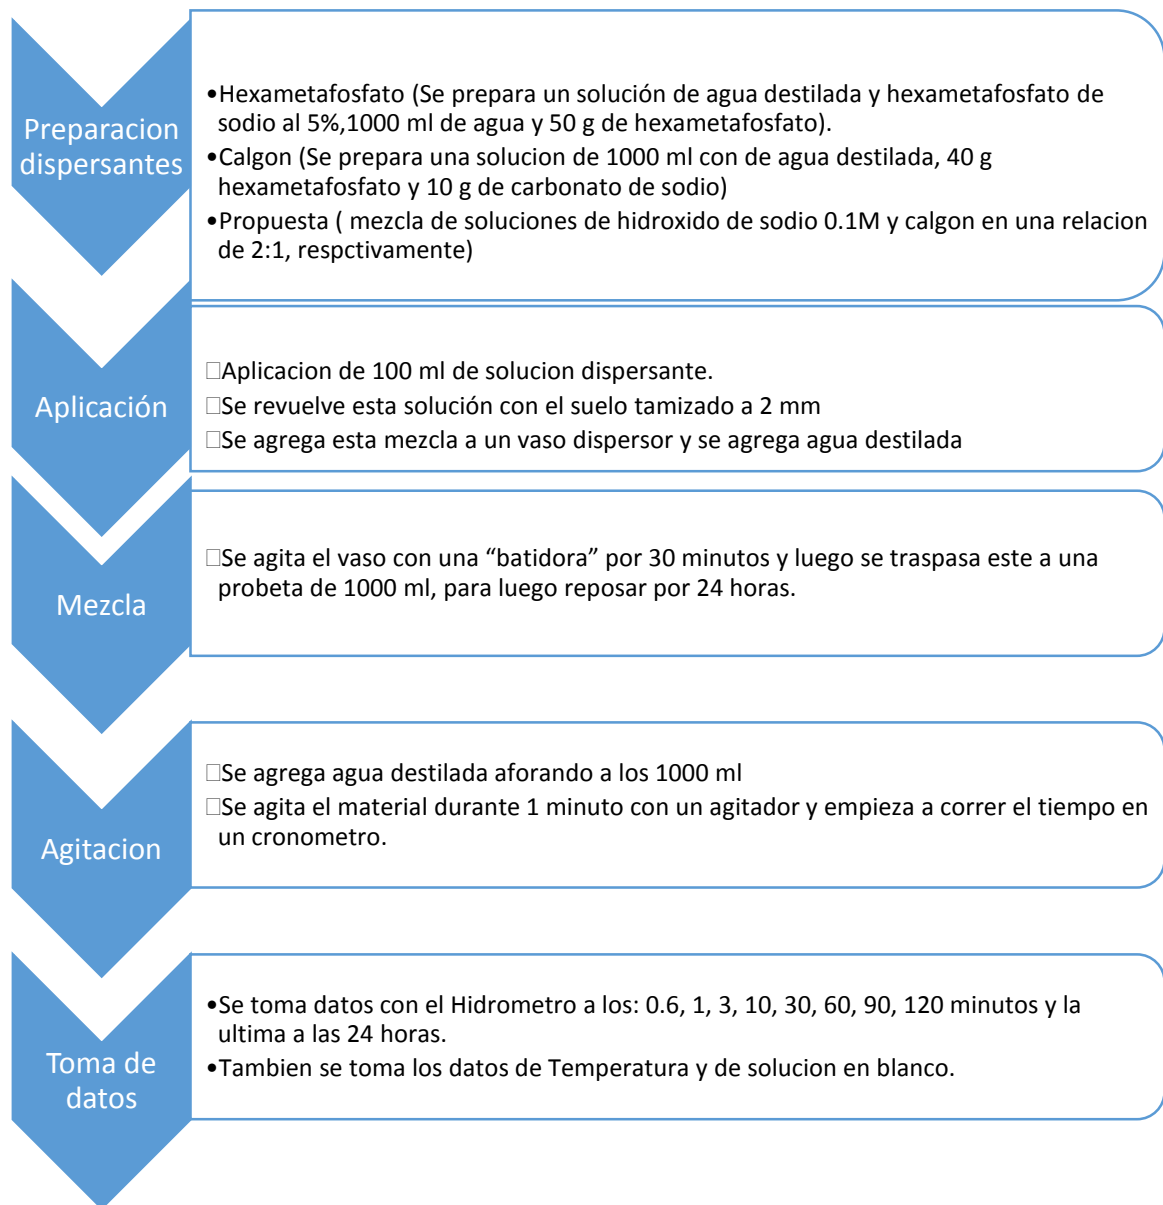 Preparacion
dispersantes
•Hexametafosfato (Se prepara un solución de agua destilada y hexametafosfato de
sodio al 5%,1000 ml de agua y 50 g de hexametafosfato).
•Calgon (Se prepara una solucion de 1000 ml con de agua destilada, 40 g
hexametafosfato y 10 g de carbonato de sodio)
•Propuesta ( mezcla de soluciones de hidroxido de sodio 0.1M y calgon en una relacion
de 2:1, respctivamente)
Aplicación
□Aplicacion de 100 ml de solucion dispersante.
□Se revuelve esta solución con el suelo tamizado a 2 mm
□Se agrega esta mezcla a un vaso dispersor y se agrega agua destilada
Mezcla
□Se agita el vaso con una “batidora” por 30 minutos y luego se traspasa este a una
probeta de 1000 ml, para luego reposar por 24 horas.
Agitacion
□Se agrega agua destilada aforando a los 1000 ml
□Se agita el material durante 1 minuto con un agitador y empieza a correr el tiempo en
un cronometro.
Toma de
datos
•Se toma datos con el Hidrometro a los: 0.6, 1, 3, 10, 30, 60, 90, 120 minutos y la
ultima a las 24 horas.
•Tambien se toma los datos de Temperatura y de solucion en blanco.